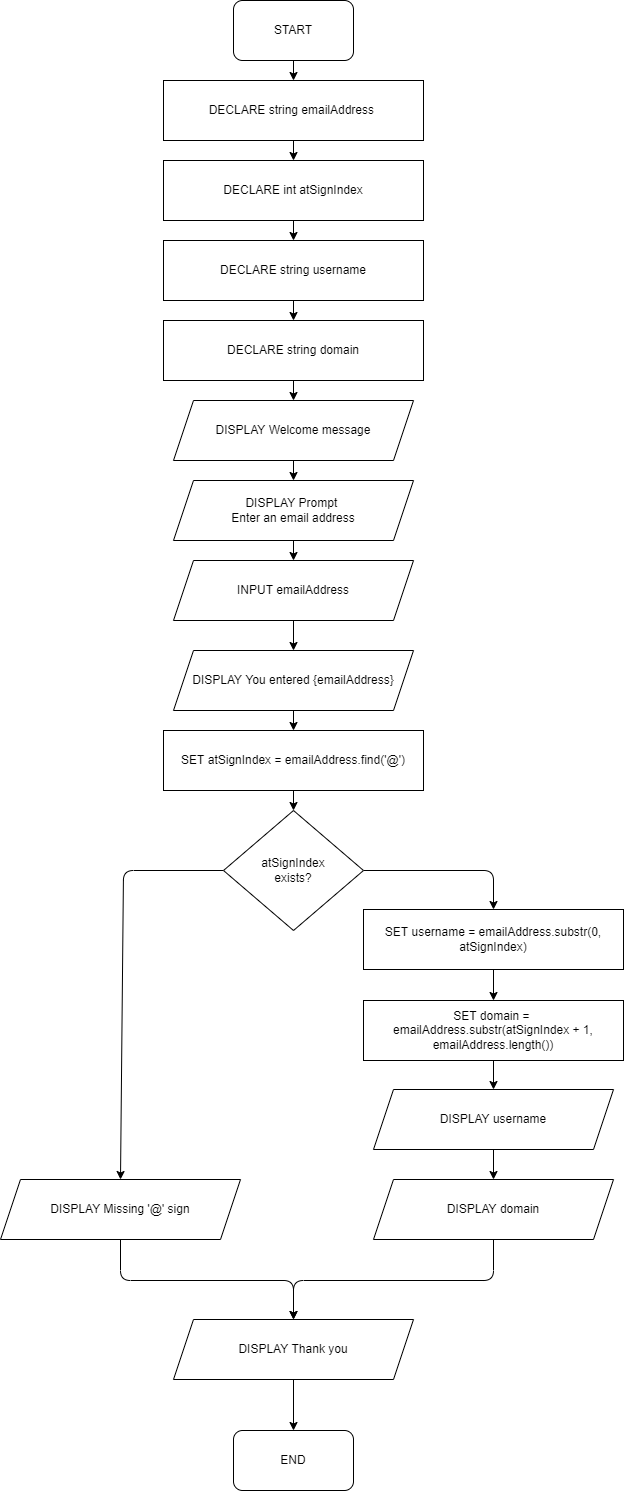 START
DECLARE string emailAddress
DECLARE int atSignIndex
DECLARE string username
DECLARE string domain
DISPLAY Welcome message
DISPLAY Prompt
Enter an email address
INPUT emailAddress
DISPLAY You entered {emailAddress}
SET atSignIndex = emailAddress.find('@')
atSignIndex
exists?
SET username = emailAddress.substr(0,
atSignIndex)
SET domain =
emailAddress.substr(atSignIndex + 1,
emailAddress.length())
DISPLAY username
DISPLAY Missing '@' sign
DISPLAY domain
DISPLAY Thank you
END